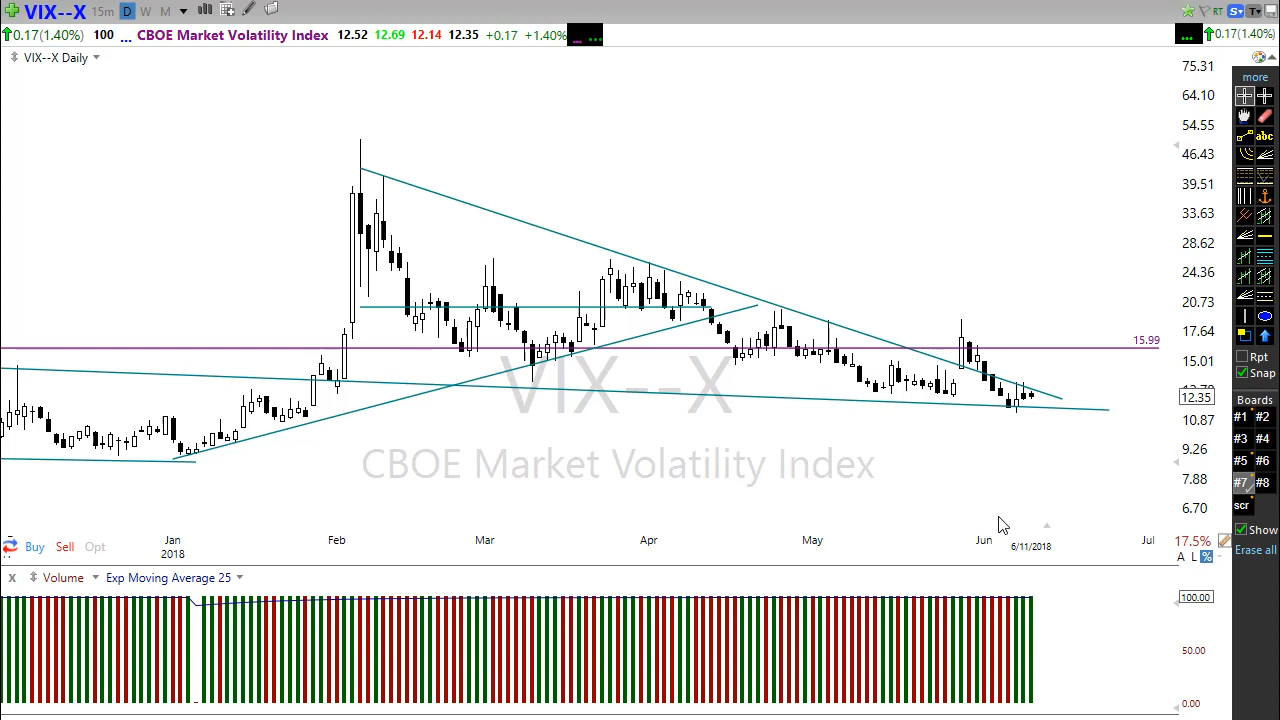 VIX--X 15m D W M RT S T
0.17(1.40%) 100 ... CBOE Market Volatility Index 12.52 12.69 12.14 12.35 +0.17 +1.40% ... 0.17(1.40%)
VIX--X Daily
more
abc
75.31
64.10
54.55
46.43
39.51
33.63
28.62
24.36
20.73
17.64
15.99
15.01
12.35
10.87
9.26
7.88
6.70
VIX--X
CBOE Market Volatility Index
Rpt
Snap
Boards
#1 #2
#3 #4
#5 #6
#7 #8
scr
Show
Erase all
Jan Feb Mar Apr May Jun Jul
2018 6/11/2018
Buy Sell Opt
17.5%
A L %
x Volume Exp Moving Average 25
100.00
50.00
0.00